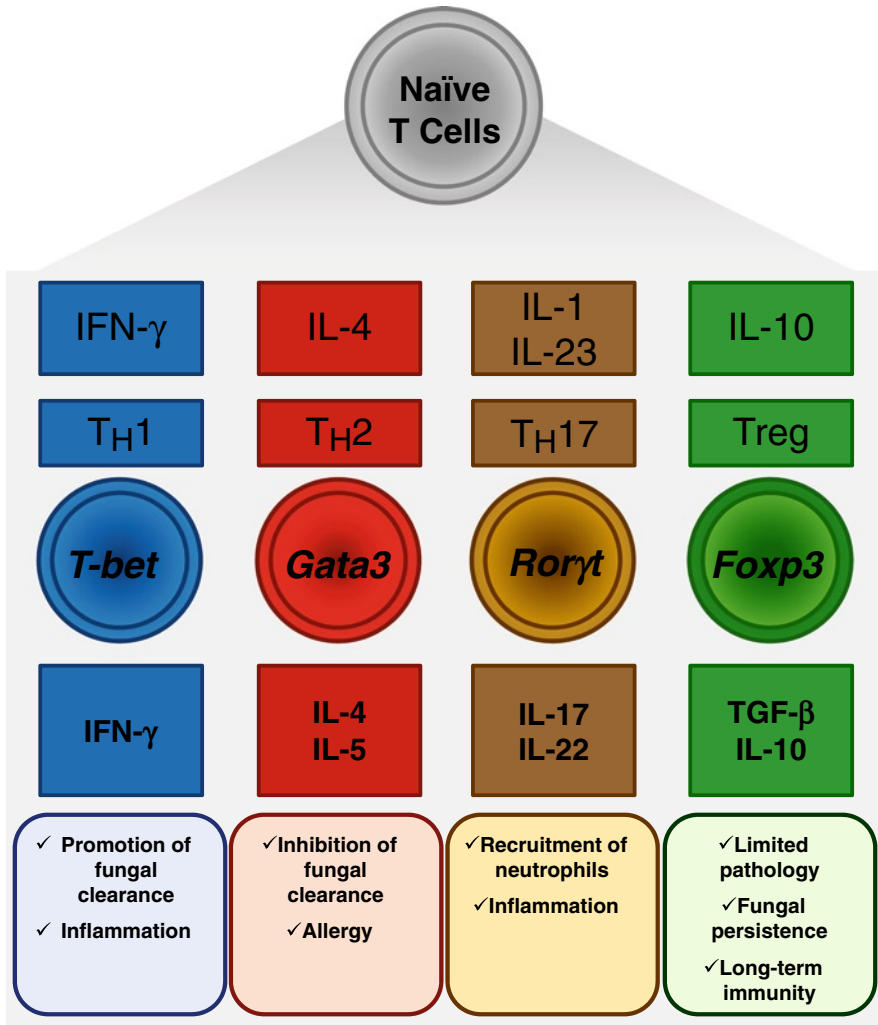 Naïve
T Cells
IFN-γ
IL-4
IL-1
IL-23
IL-10
TH1
TH2
TH17
Treg
T-bet
Gata3
Rorγt
Foxp3
IFN-γ
IL-4
IL-5
IL-17
IL-22
TGF-β
IL-10
✓ Promotion of
fungal
clearance
✓ Inflammation
✓Inhibition of
fungal
clearance
✓Allergy
✓Recruitment of
neutrophils
✓Inflammation
✓Limited
pathology
✓Fungal
persistence
✓Long-term
immunity